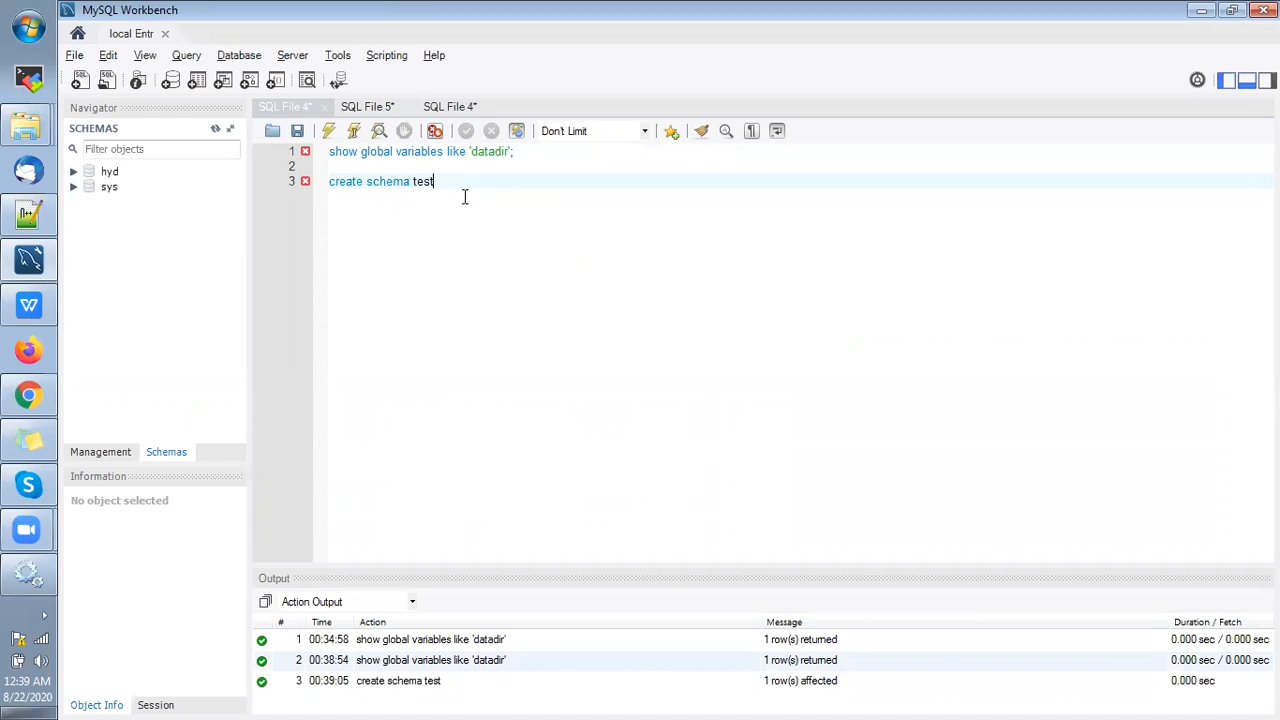 MySQL Workbench
local Entr
File Edit View Query Database Server Tools Scripting Help
Navigator
SCHEMAS
Filter objects
hyd
sys
Management Schemas
Information
No object selected
Object Info Session
SQL File 4* SQL File 5* SQL File 4*
Don't Limit
1 show global variables like 'datadir';
2
3 create schema test
Output
Action Output
# Time Action Message Duration / Fetch
1 00:34:58 show global variables like 'datadir' 1 row(s) returned 0.000 sec / 0.000 sec
2 00:38:54 show global variables like 'datadir' 1 row(s) returned 0.000 sec / 0.000 sec
3 00:39:05 create schema test 1 row(s) affected 0.000 sec
12:39 AM
8/22/2020